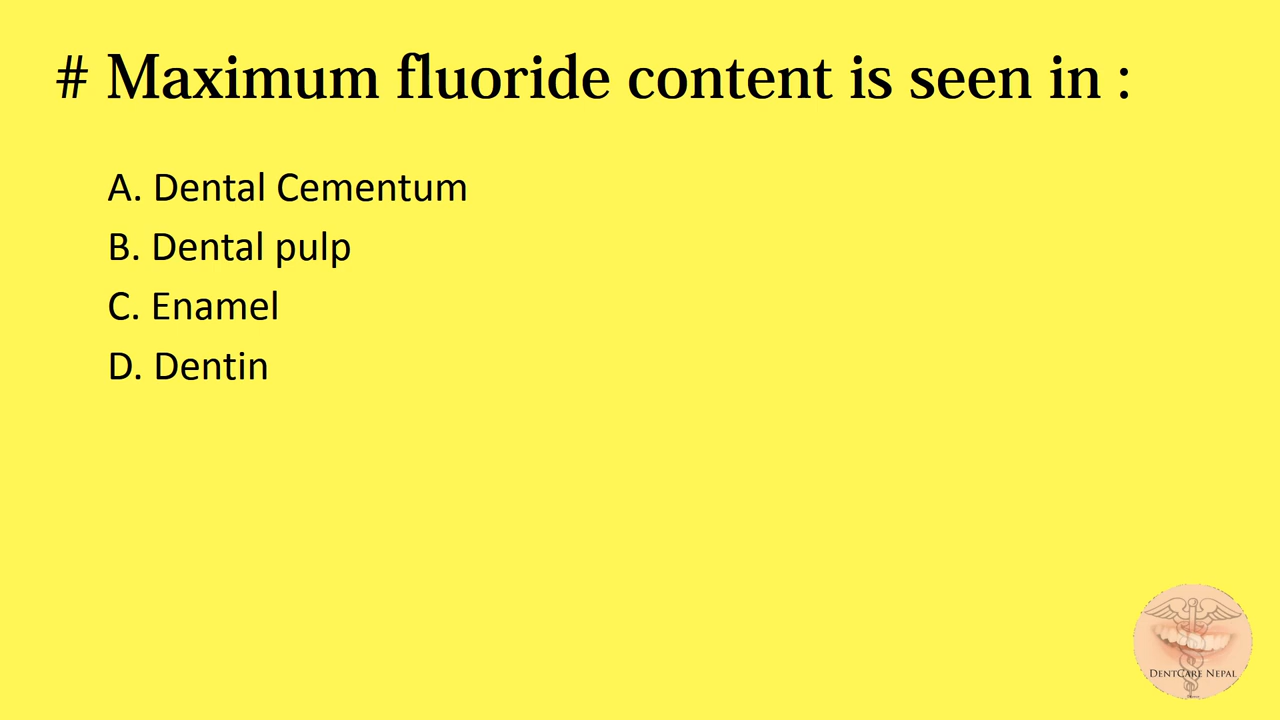 # Maximum fluoride content is seen in :
A. Dental Cementum
B. Dental pulp
C. Enamel
D. Dentin
DENTCARE NEPAL